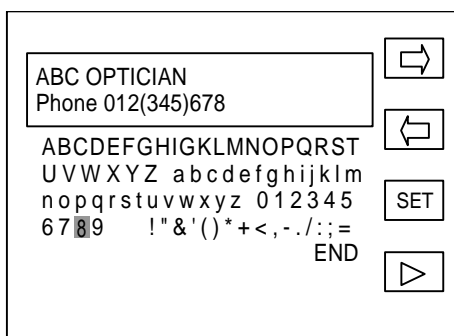 ABC OPTICIAN
Phone 012(345)678
ABCDEFGHIGKLMNOPQRST
UVWXYZ abcdefghijklm
nopqrstuvwxyz 012345
6789 !"&'()*+<,-./:;=
END
SET